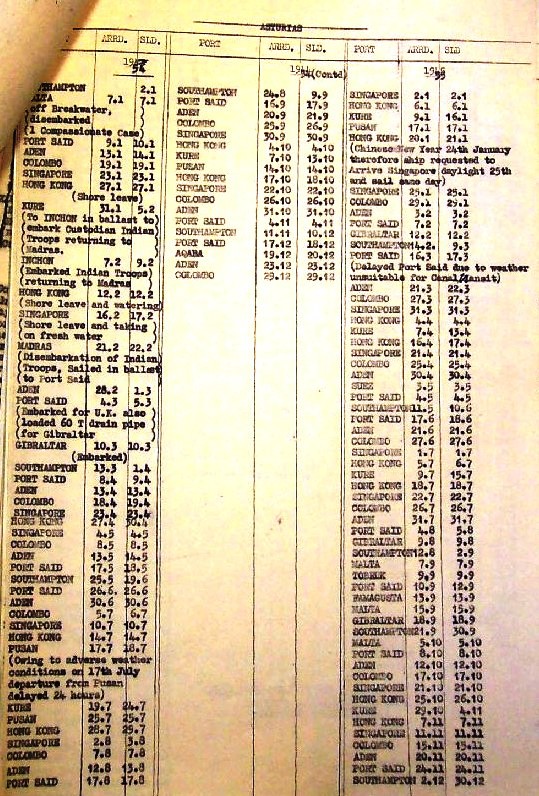 ASTURIAS
ARRD. SLD.
2.1
MALTA 7.1 7.1
off Breakwater,
(disembarked
(1 Compassionate Case)
PORT SAID 9.1 10.1
ADEN 13.1 14.1
COLOMBO 19.1 19.1
SINGAPORE 23.1 23.1
HONG KONG 27.1 27.1
(Shore leave)
KURE 31.1 5.2
(To INCHON in ballast to
embark Custodian Indian
Troops returning to
Madras.
INCHON 7.2 9.2
(Embarked Indian Troops)
returning to Madras
HONG KONG 12.2 12.2
(Shore leave and watering)
SINGAPORE 16.2 17.2
(Shore leave and taking
on fresh water
MADRAS 21.2 22.2
(Disembarkation of Indian
(Troops, Sailed in ballast
(to Port Said
ADEN 28.2 1.3
PORT SAID 4.3 5.3
(Embarked for U.K. also
loaded 60 T drain pipe
(for Gibraltar
GIBRALTAR 10.3 10.3
(Embarked)
SOUTHAMPTON 13.3 1.4
PORT SAID 8.4 9.4
ADEN 13.4 13.4
COLOMBO 18.4 19.4
SINGAPORE 23.4 23.4
HONG KONG 27.4 30.4
SINGAPORE 4.5 4.5
COLOMBO 8.5 8.5
ADEN 13.5 14.5
PORT SAID 17.5 18.5
SOUTHAMPTON 25.5 19.6
PORT SAID 26.6. 26.6
ADEN 30.6 30.6
COLOMBO 5.7 6.7
SINGAPORE 10.7 10.7
HONG KONG 14.7 14.7
PUSAN 17.7 18.7
(Owing to adverse weather
conditions on 17th July
departure from Pusan
delayed 24 hours)
KURE 19.7 24.7
PUSAN 25.7 25.7
HONG KONG 28.7 25.7
SINGAPORE 2.8 3.8
COLOMBO 7.8 7.8
ADEN 12.8 13.8
PORT SAID 17.8 17.8
PORT ARRD. SLD.
(Contd)
SOUTHAMPTON 24.8 9.9
PORT SAID 16.9 17.9
ADEN 20.9 21.9
COLOMBO 25.9 26.9
SINGAPORE 30.9 30.9
HONG KONG 4.10 4.10
KURE 7.10 13.10
PUSAN 14.10 14.10
HONG KONG 17.10 18.10
SINGAPORE 22.10 22.10
COLOMBO 26.10 26.10
ADEN 31.10 31.10
PORT SAID 4.11 4.11
SOUTHAMPTON 11.11 10.12
PORT SAID 17.12 18.12
AQABA 19.12 20.12
ADEN 23.12 23.12
COLOMBO 29.12 29.12
PORT ARRD. SLD
SINGAPORE 2.1 2.1
HONG KONG 6.1 6.1
KURE 9.1 16.1
PUSAN 17.1 17.1
HONG KONG 20.1 21.1
(Chinese New Year 24th January
therefore ship requested to
Arrive Singapore daylight 25th
and sail same day)
SINGAPORE 25.1 25.1
COLOMBO 29.1 29.1
ADEN 3.2 3.2
PORT SAID 7.2 7.2
GIBRALTAR 12.2 12.2
SOUTHAMPTON 14.2. 9.3
PORT SAID 16.3 17.3
(Delayed Port Said due to weather
unsuitable for Canal Transit)
ADEN 21.3 22.3
COLOMBO 27.3 27.3
SINGAPORE 31.3 31.3
HONG KONG 4.4 4.4
KURE 7.4 13.4
HONG KONG 16.4 17.4
SINGAPORE 21.4 21.4
COLOMBO 25.4 25.4
ADEN 30.4 30.4
SUEZ 3.5 3.5
PORT SAID 4.5 4.5
SOUTHAMPTON 11.5 10.6
PORT SAID 17.6 18.6
ADEN 21.6 21.6
COLOMBO 27.6 27.6
SINGAPORE 1.7 1.7
HONG KONG 5.7 6.7
KURE 9.7 15.7
HONG KONG 18.7 18.7
SINGAPORE 22.7 22.7
COLOMBO 26.7 26.7
ADEN 31.7 31.7
PORT SAID 4.8 5.8
GIBRALTAR 9.8 9.8
SOUTHAMPTON 12.8 2.9
MALTA 7.9 7.9
TOBRUK 9.9 9.9
PORT SAID 10.9 12.9
FAMAGUSTA 13.9 13.9
MALTA 15.9 15.9
GIBRALTAR 18.9 18.9
SOUTHAMPTON 21.9 30.9
MALTA 5.10 5.10
PORT SAID 8.10 8.10
ADEN 12.10 12.10
COLOMBO 17.10 17.10
SINGAPORE 21.10 21.10
HONG KONG 25.10 26.10
KURE 29.10 4.11
HONG KONG 7.11 7.11
SINGAPORE 11.11 11.11
COLOMBO 15.11 15.11
ADEN 20.11 20.11
PORT SAID 24.11 24.11
SOUTHAMPTON 2.12 30.12